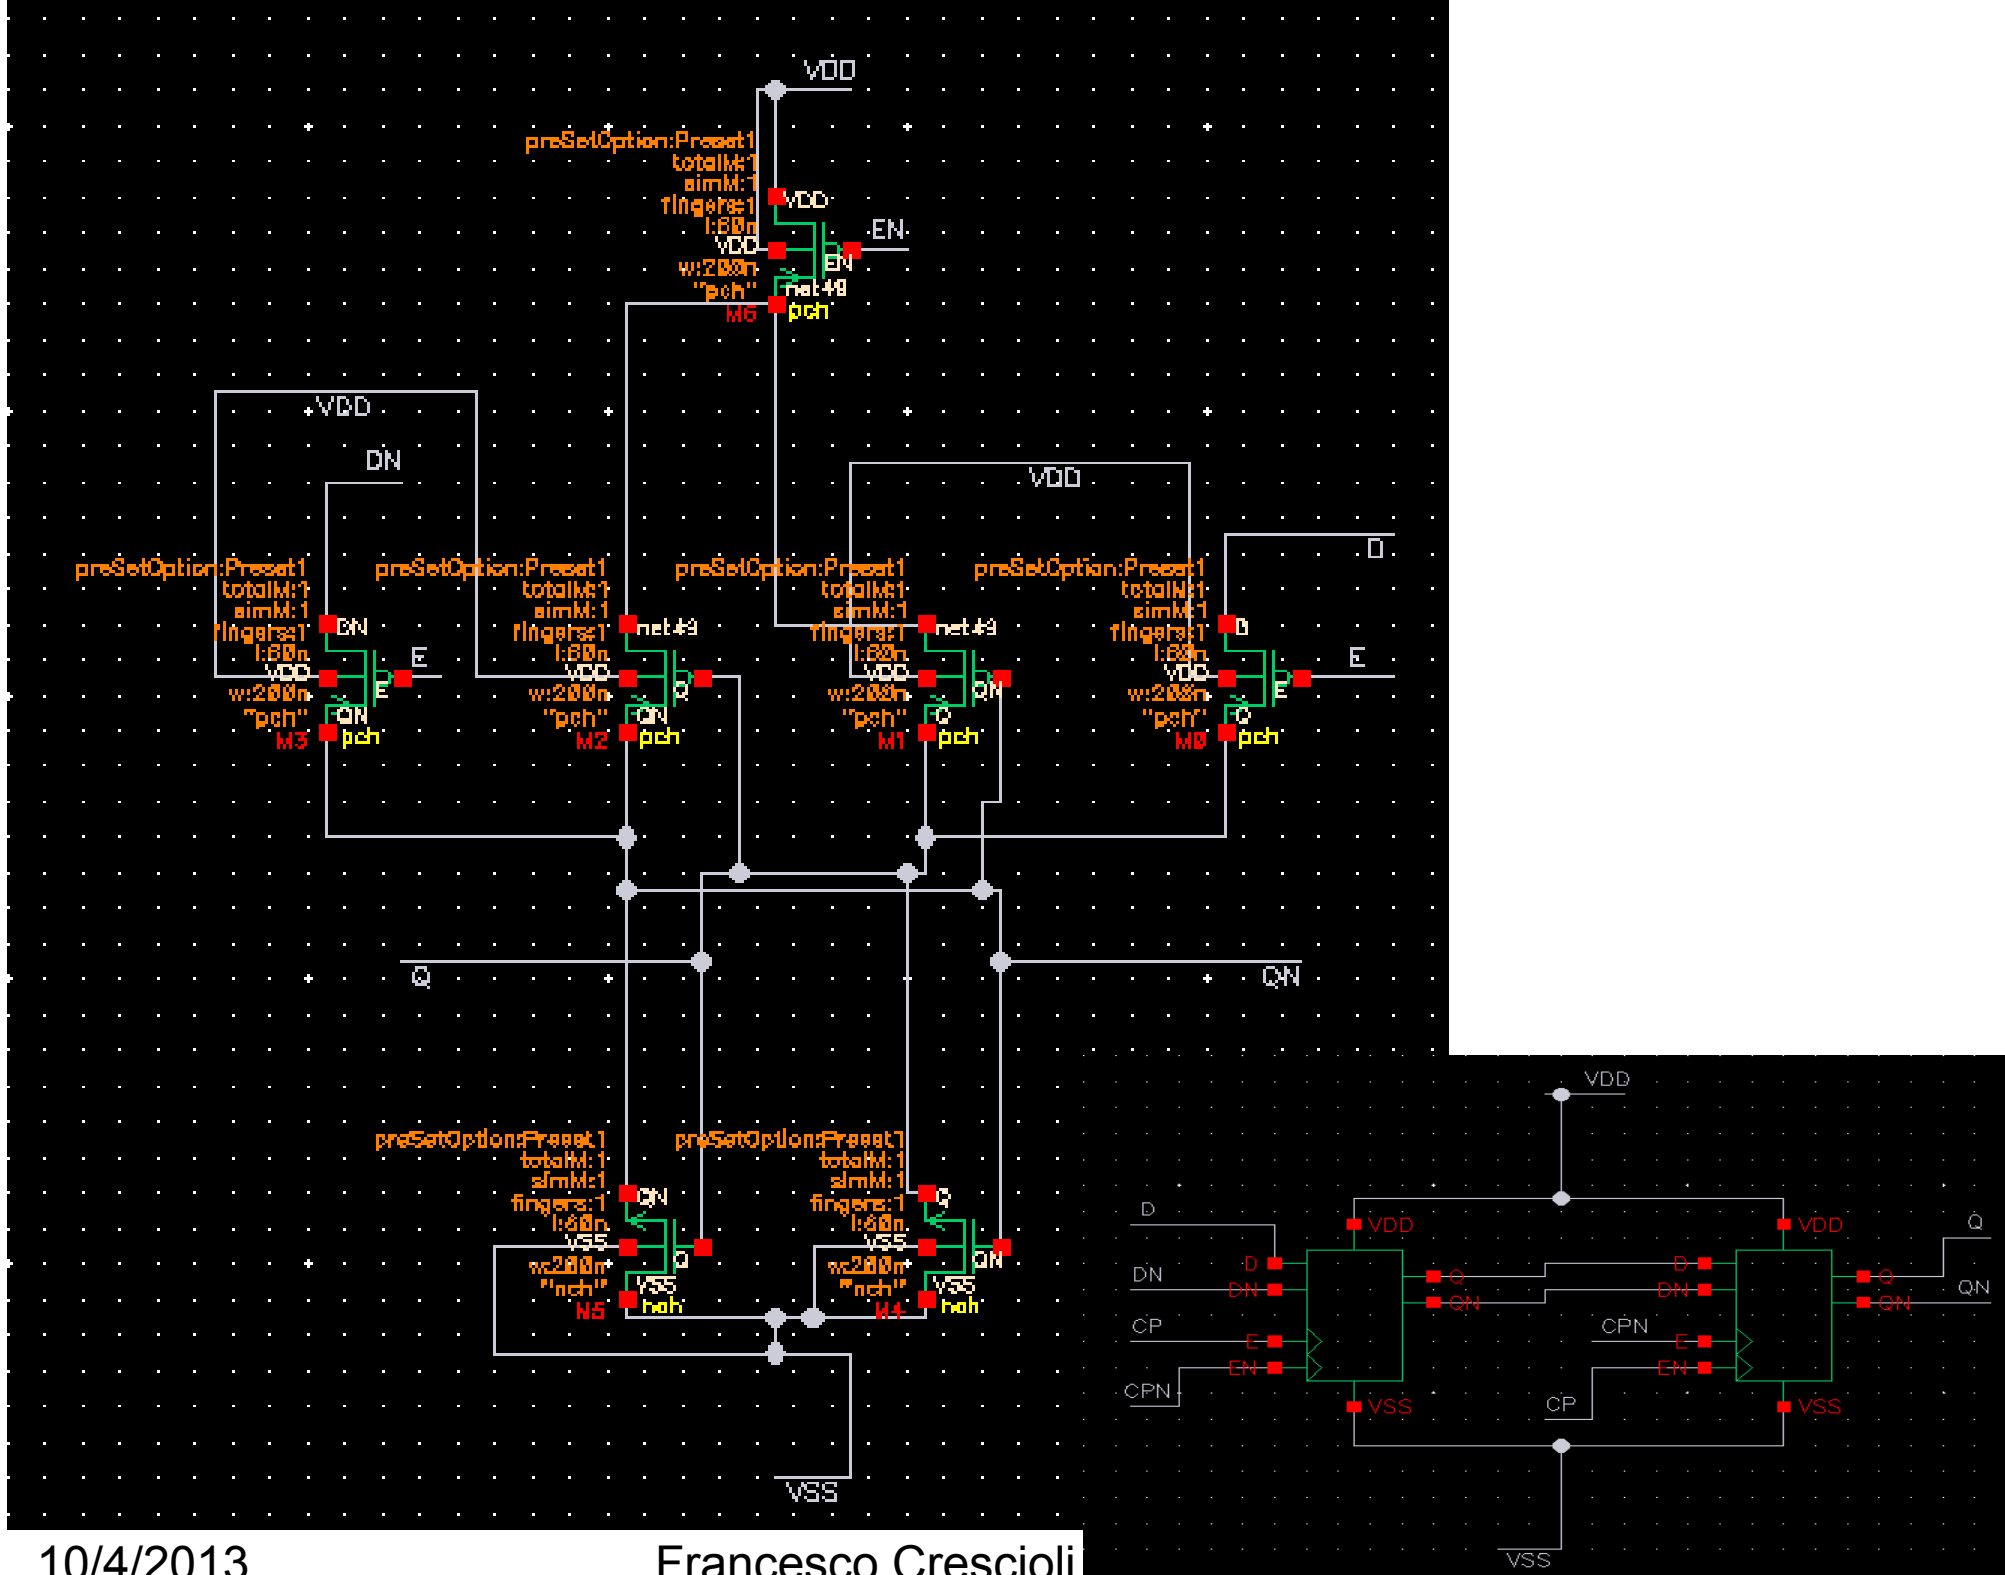 VDD
preSetOption:Preset1
totalM:1
simM:1
fingers:1
VDD
l:60n
EN
VDD
EN
w:200n
net49
"pch"
M6
pch
VDD
DN
VDD
D
preSetOption:Preset1 preSetOption:Preset1 preSetOption:Preset1 preSetOption:Preset1
totalM:1 totalM:1 totalM:1 totalM:1
simM:1 simM:1 simM:1 simM:1
fingers:1 DN fingers:1 net49 fingers:1 net49 fingers:1 D
l:60n E l:60n l:60n l:60n E
VDD VDD VDD VDD
w:200n E w:200n Q w:200n QN w:200n E
"pch" QN "pch" QN "pch" Q "pch" Q
M3 pch M2 pch M1 pch M0 pch
Q QN
preSetOption:Preset1 preSetOption:Preset1
totalM:1 totalM:1
simM:1 simM:1
fingers:1 QN fingers:1 Q
l:60n l:60n
VSS VSS
w:200n Q w:200n QN
"nch" VSS "nch" VSS
M5 nch M4 nch
VSS
VDD
D VDD VDD Q
D Q D Q
DN DN QN DN QN QN
CP E CPN E
EN EN
CPN VSS CP VSS
VSS
10/4/2013 Francesco Crescioli